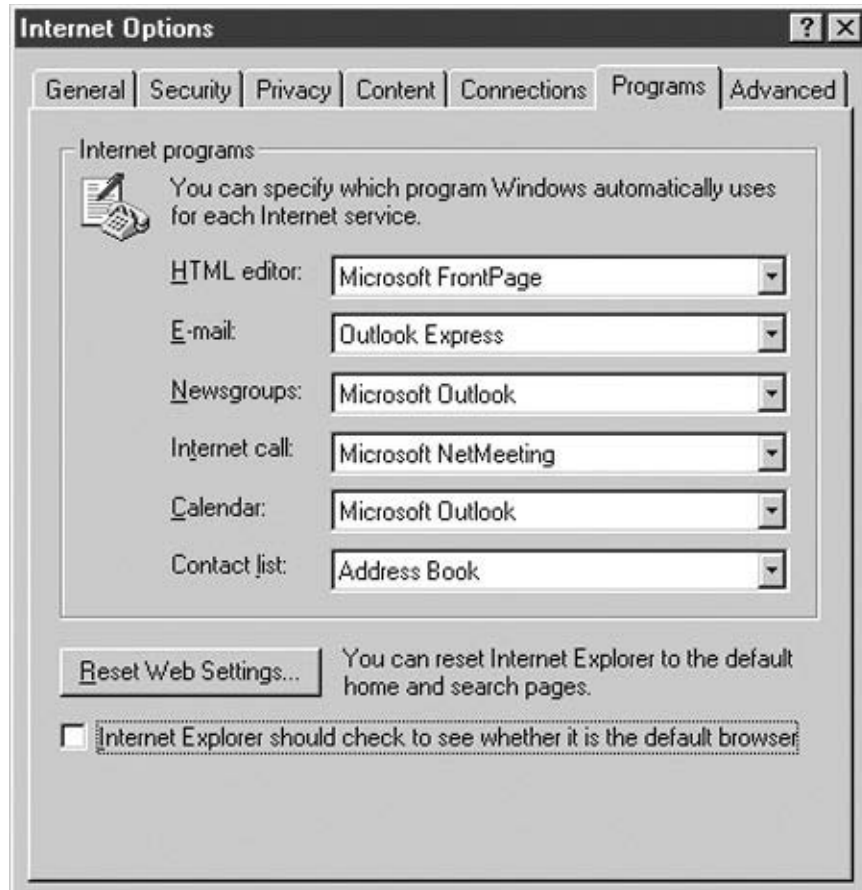 Internet Options
General Security Privacy Content Connections Programs Advanced
Internet programs
You can specify which program Windows automatically uses
for each Internet service.
HTML editor: Microsoft FrontPage
E-mail: Outlook Express
Newsgroups: Microsoft Outlook
Internet call: Microsoft NetMeeting
Calendar: Microsoft Outlook
Contact list: Address Book
Reset Web Settings... You can reset Internet Explorer to the default
home and search pages.
Internet Explorer should check to see whether it is the default browser